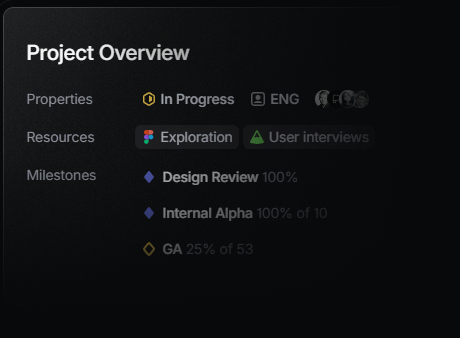 Project Overview
Properties In Progress ENG
Resources Exploration User interviews
Milestones Design Review 100%
Internal Alpha 100% of 10
GA 25% of 53